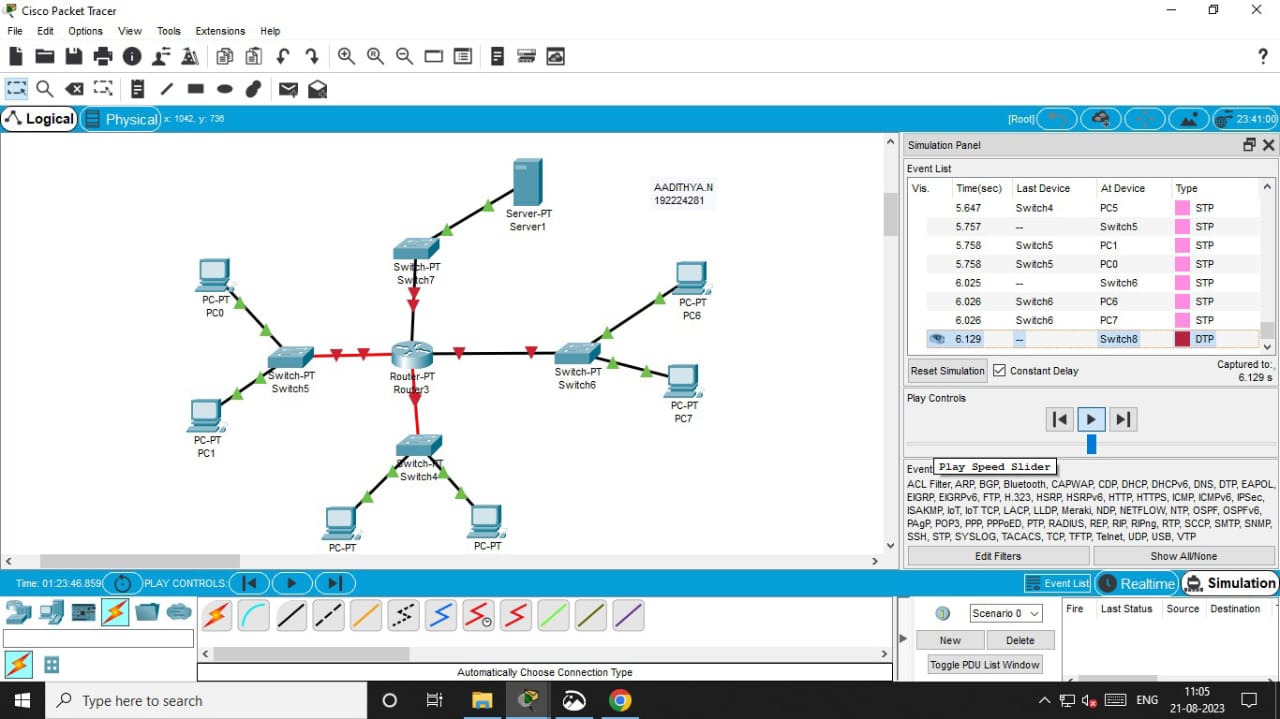 Cisco Packet Tracer
File Edit Options View Tools Extensions Help
Logical Physical x: 1042, y: 736 [Root] 23:41:00
Simulation Panel
Event List
Vis. Time(sec) Last Device At Device Type
5.647 Switch4 PC5 STP
5.757 -- Switch5 STP
5.758 Switch5 PC1 STP
5.758 Switch5 PC0 STP
6.025 -- Switch6 STP
6.026 Switch6 PC6 STP
6.026 Switch6 PC7 STP
6.129 -- Switch8 DTP
Reset Simulation Constant Delay Captured to:
6.129 s
Play Controls
Event
Play Speed Slider
ACL Filter, ARP, BGP, Bluetooth, CAPWAP, CDP, DHCP, DHCPv6, DNS, DTP, EAPOL,
EIGRP, EIGRPv6, FTP, H.323, HSRP, HSRPv6, HTTP, HTTPS, ICMP, ICMPv6, IPSec,
ISAKMP, IoT, IoT TCP, LACP, LLDP, Meraki, NDP, NETFLOW, NTP, OSPF, OSPFv6,
PAgP, POP3, PPP, PPPoED, PTP, RADIUS, REP, RIP, RIPng, RTP, SCCP, SMTP, SNMP,
SSH, STP, SYSLOG, TACACS, TCP, TFTP, Telnet, UDP, USB, VTP
Edit Filters Show All/None
AADITHYA.N
192224281
Server-PT
Server1
Switch-PT
Switch7
PC-PT
PC0
PC-PT
PC6
Switch-PT
Switch5
Router-PT
Router3
Switch-PT
Switch6
PC-PT
PC7
PC-PT
PC1
Switch-PT
Switch4
PC-PT
PC-PT
Time: 01:23:46.859 PLAY CONTROLS: Event List Realtime Simulation
Scenario 0
New Delete
Toggle PDU List Window
Fire Last Status Source Destination
Automatically Choose Connection Type
Type here to search
ENG
11:05
21-08-2023